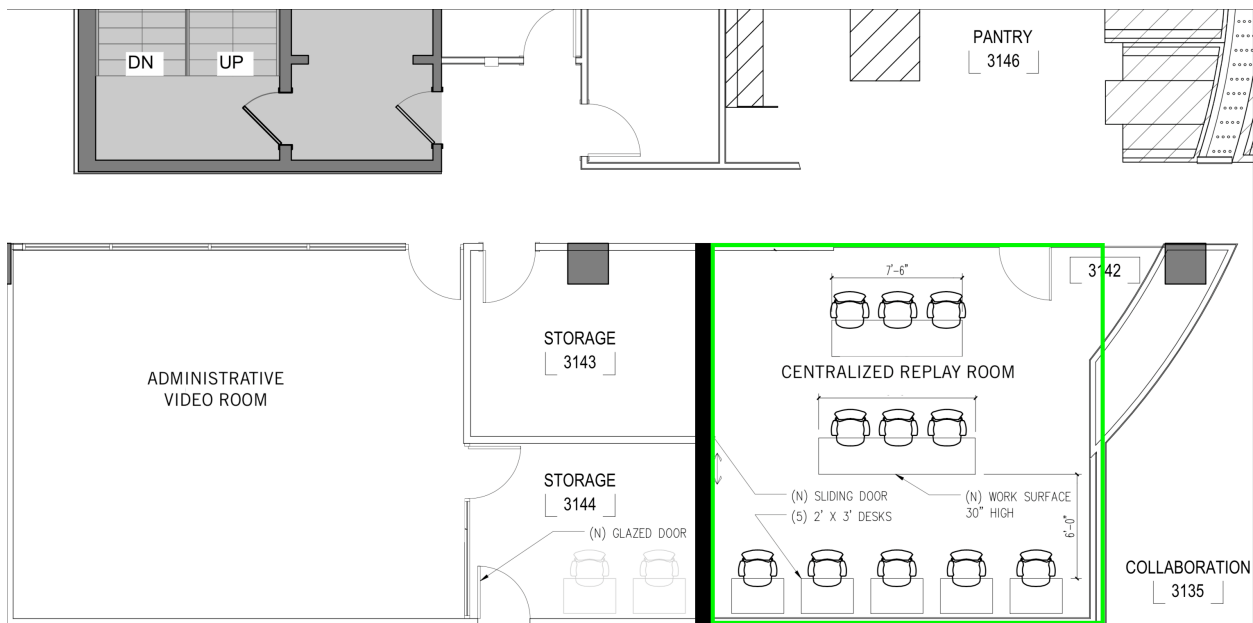 DN
UP
PANTRY
3146
7'-6"
3142
STORAGE
3143
ADMINISTRATIVE
VIDEO ROOM
CENTRALIZED REPLAY ROOM
STORAGE
3144
(N) GLAZED DOOR
(N) SLIDING DOOR
(5) 2' X 3' DESKS
(N) WORK SURFACE
30" HIGH
6'-0"
COLLABORATION
3135